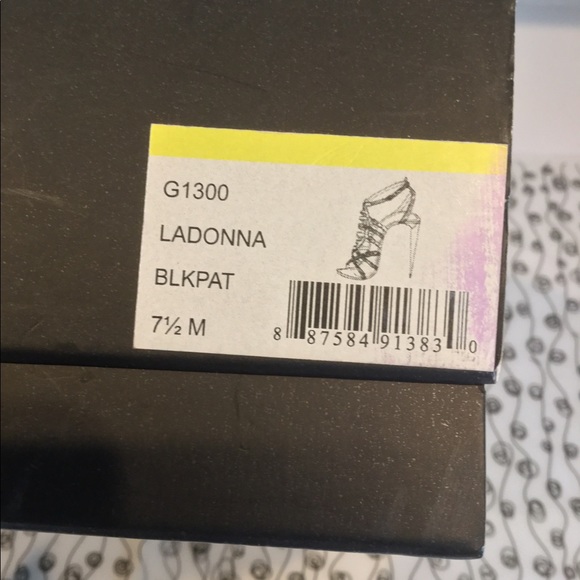 G1300
LADONNA
BLKPAT
7½ M
8 87584 91383 0